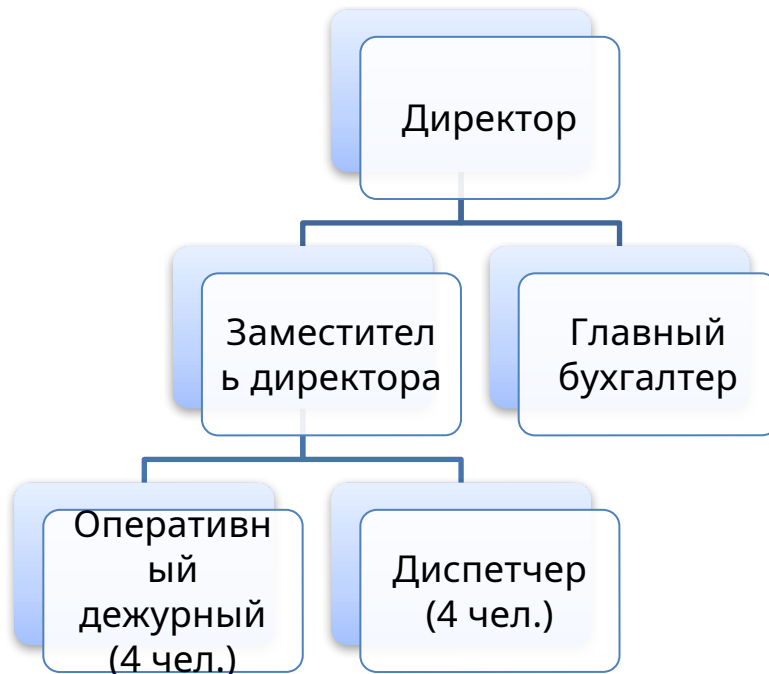 Директор
Заместител
ь директора
Главный
бухгалтер
Оперативн
ый
дежурный
(4 чел.)
Диспетчер
(4 чел.)